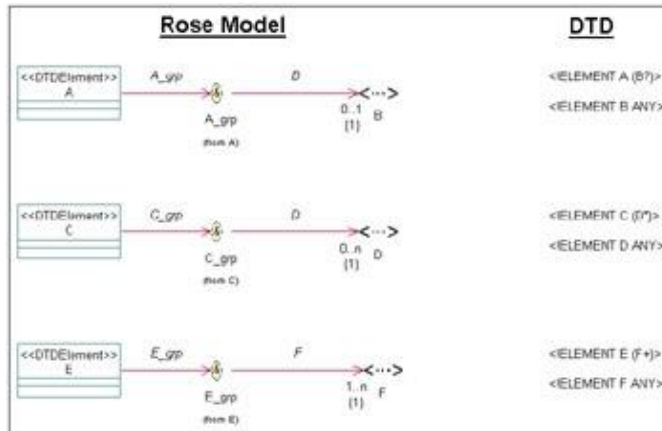 Rose Model
DTD
<<DTDElement>>
A
A_grp
D
A_grp
(from A)
0..1
{1}
B
<!ELEMENT A (B?)>
<!ELEMENT B ANY>
<<DTDElement>>
C
C_grp
D
C_grp
(from C)
0..n
{1}
D
<!ELEMENT C (D*)>
<!ELEMENT D ANY>
<<DTDElement>>
E
E_grp
F
E_grp
(from E)
1..n
{1}
F
<!ELEMENT E (F+)>
<!ELEMENT F ANY>